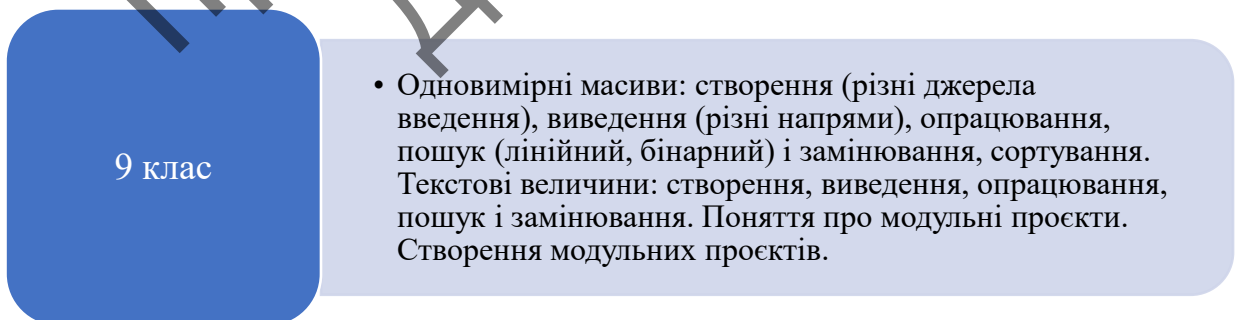 9 клас
• Одновимірні масиви: створення (різні джерела
введення), виведення (різні напрями), опрацювання,
пошук (лінійний, бінарний) і замінювання, сортування.
Текстові величини: створення, виведення, опрацювання,
пошук і замінювання. Поняття про модульні проєкти.
Створення модульних проєктів.